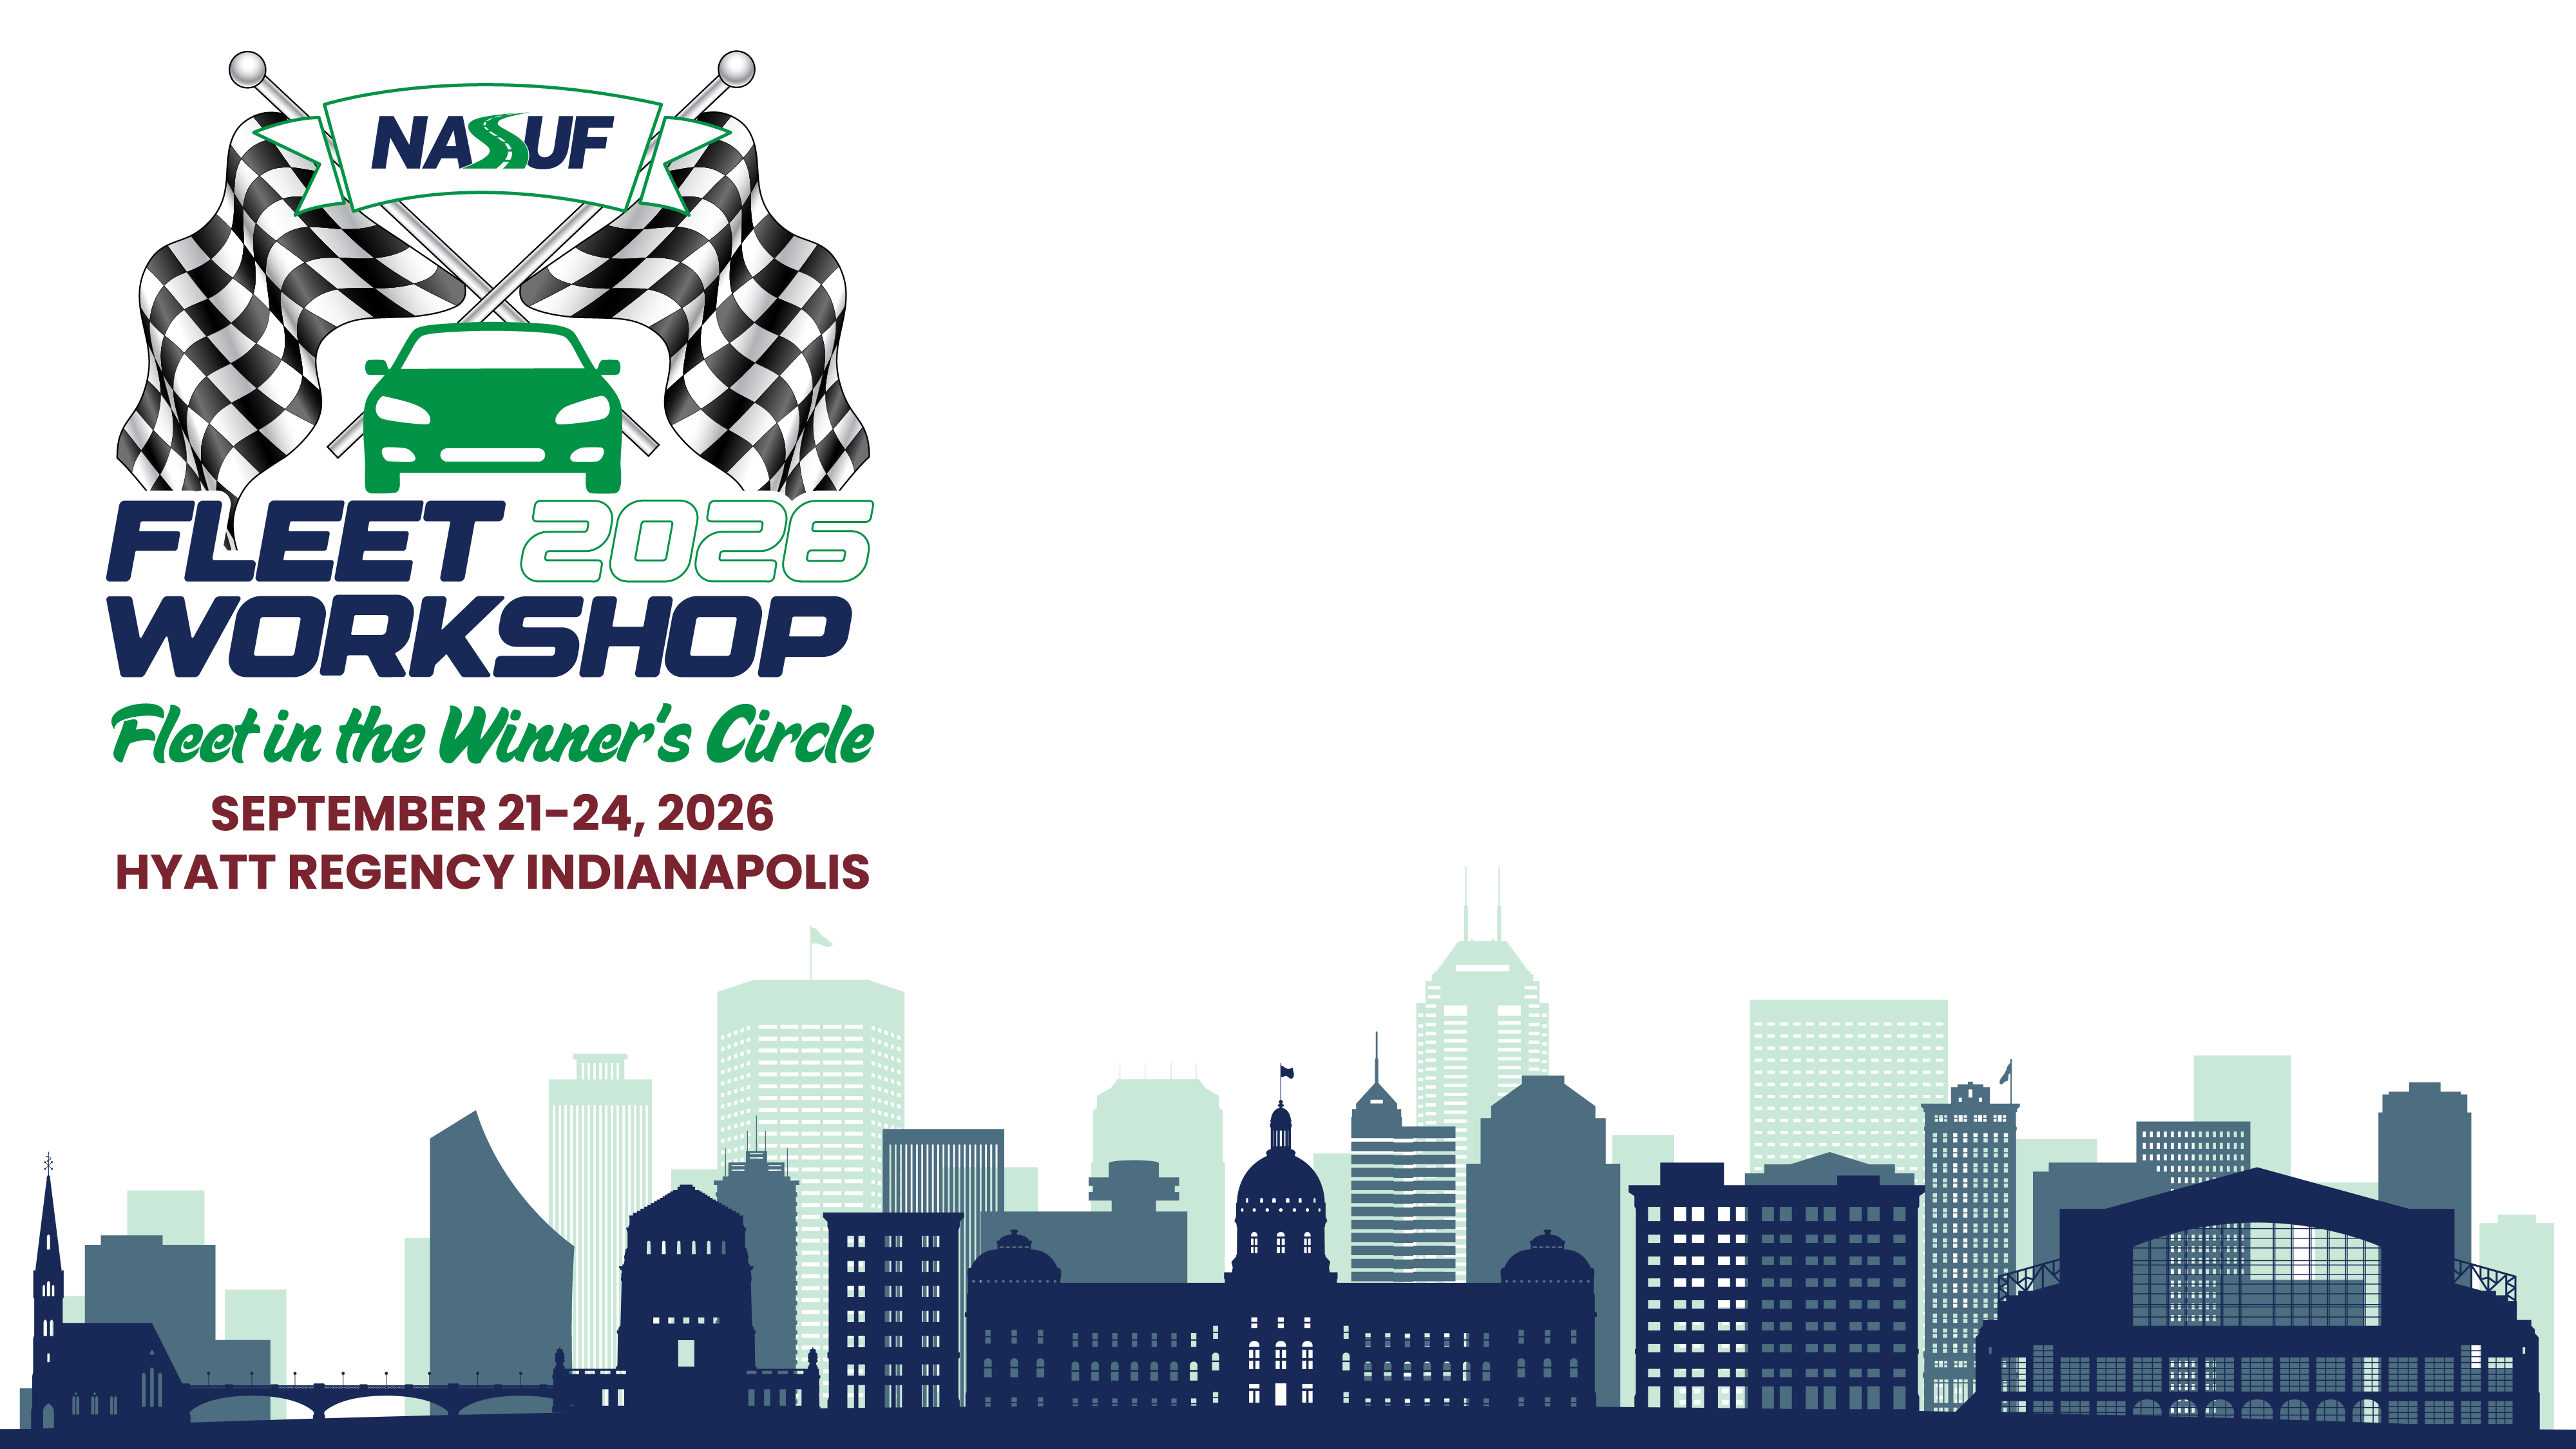 NASUF
FLEET 2026
WORKSHOP
Fleet in the Winner's Circle
SEPTEMBER 21–24, 2026
HYATT REGENCY INDIANAPOLIS